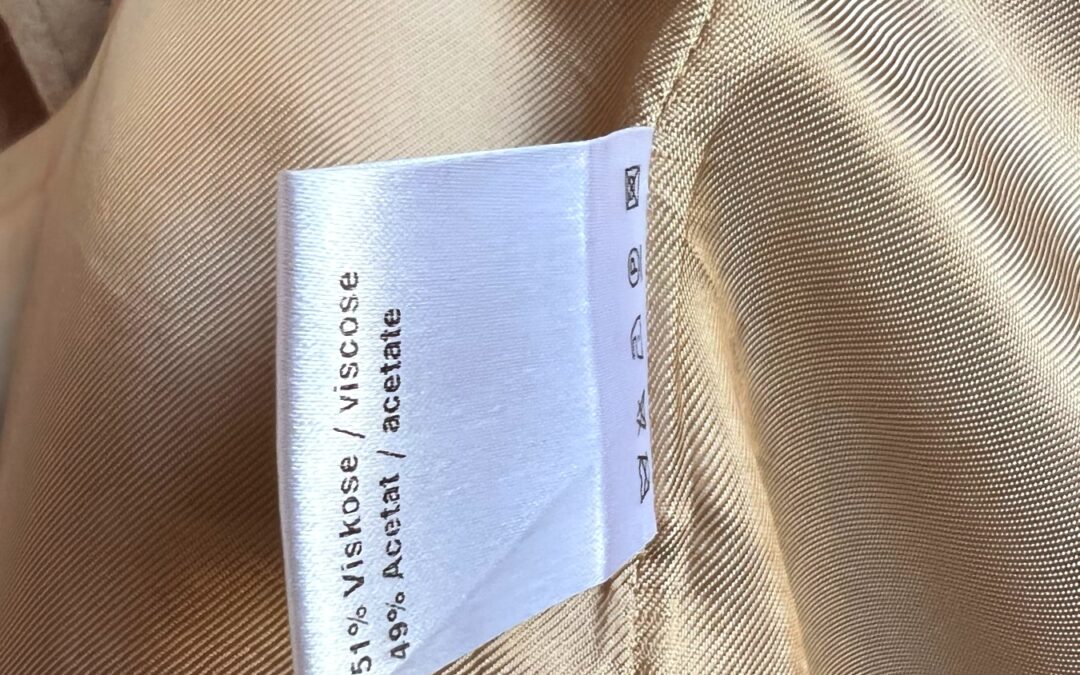 51% Viskose / viscose
49% Acetat / acetate